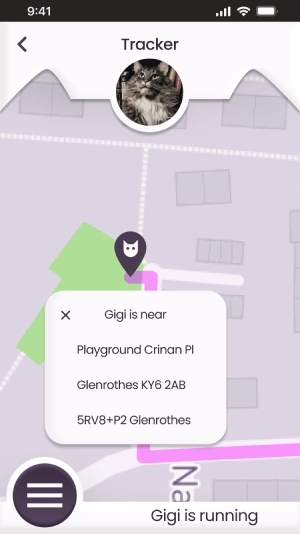 9:41
Tracker
Gigi is near
Playground Crinan Pl
Glenrothes KY6 2AB
5RV8+P2 Glenrothes
Na
Gigi is running